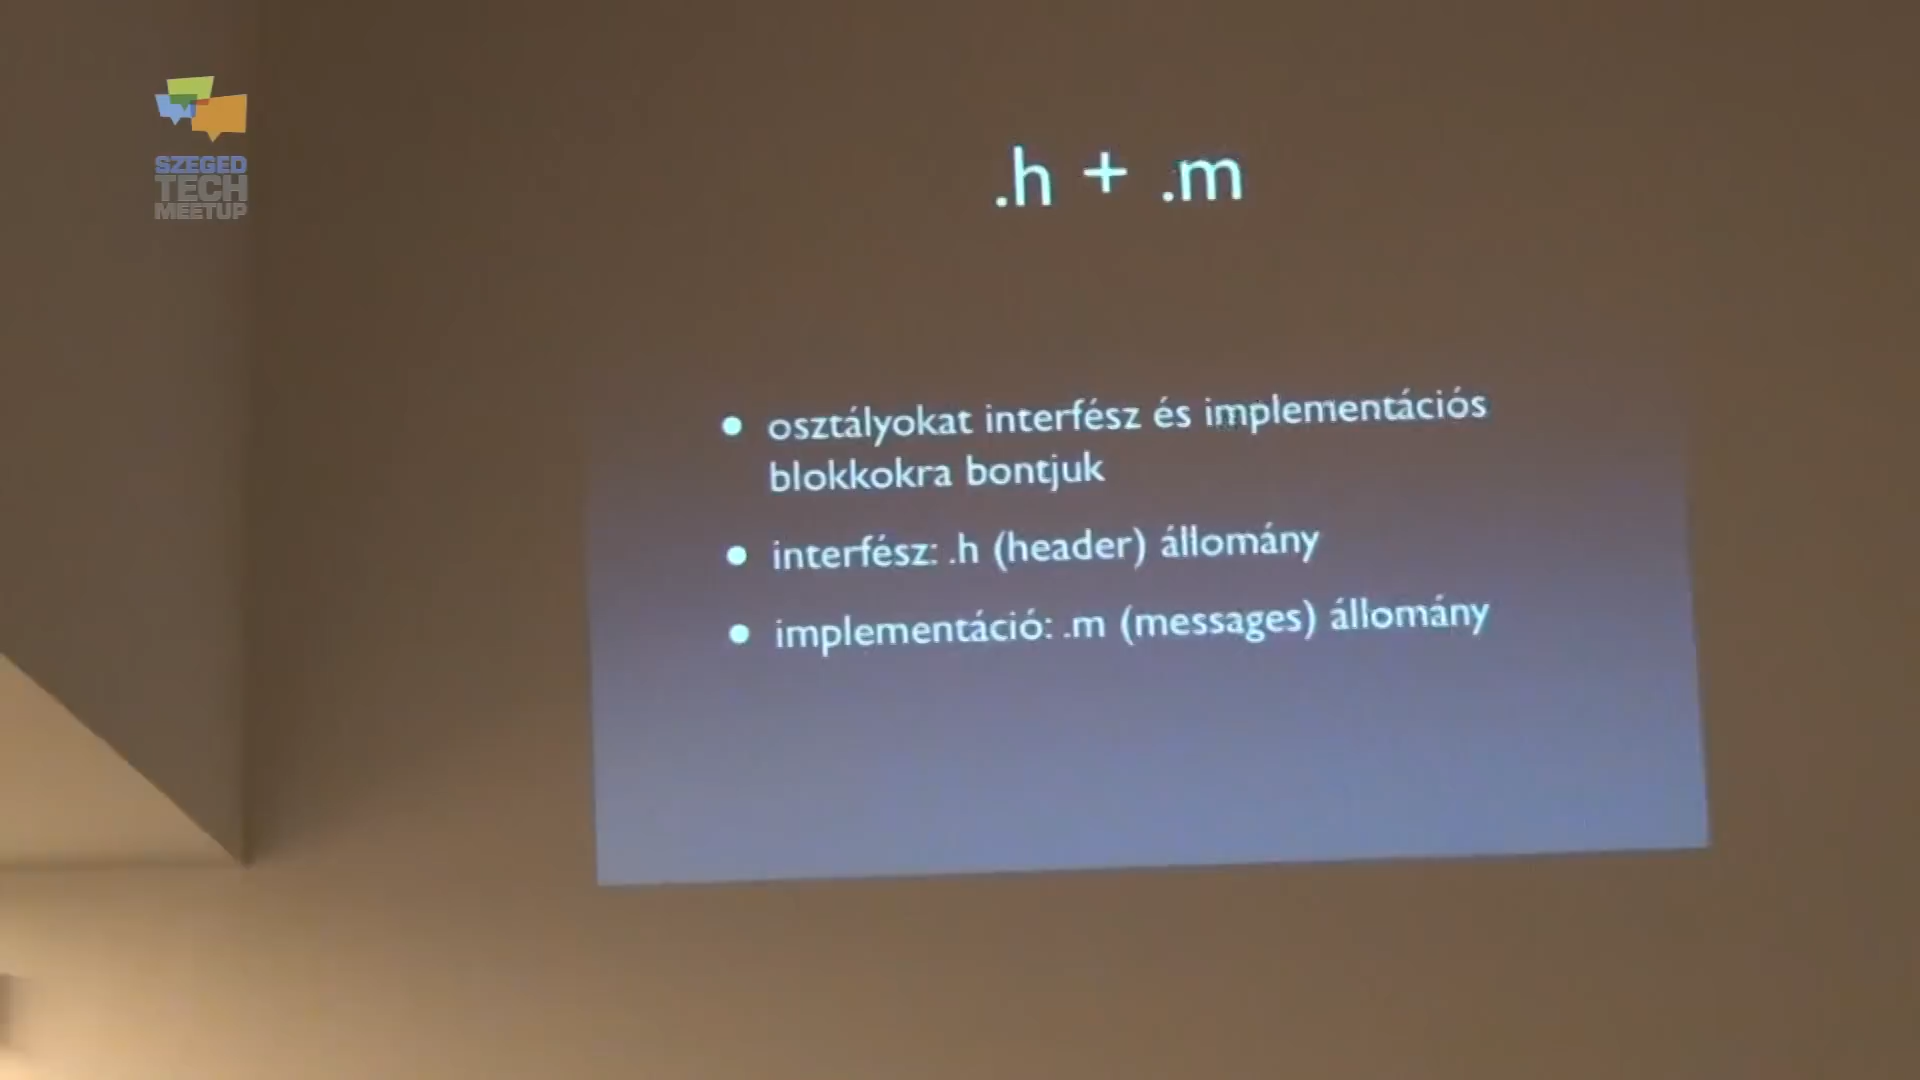 SZEGED
TECH
MEETUP
.h + .m
• osztályokat interfész és implementációs
blokkokra bontjuk
• interfész: .h (header) állomány
• implementáció: .m (messages) állomány